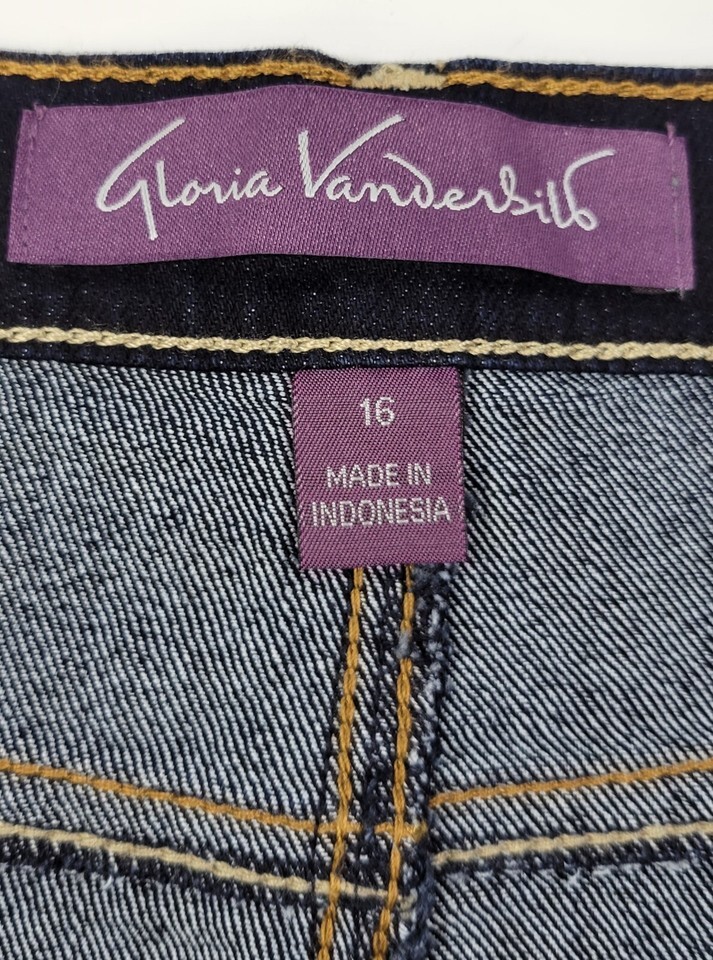 Gloria Vanderbilt
16
MADE IN
INDONESIA